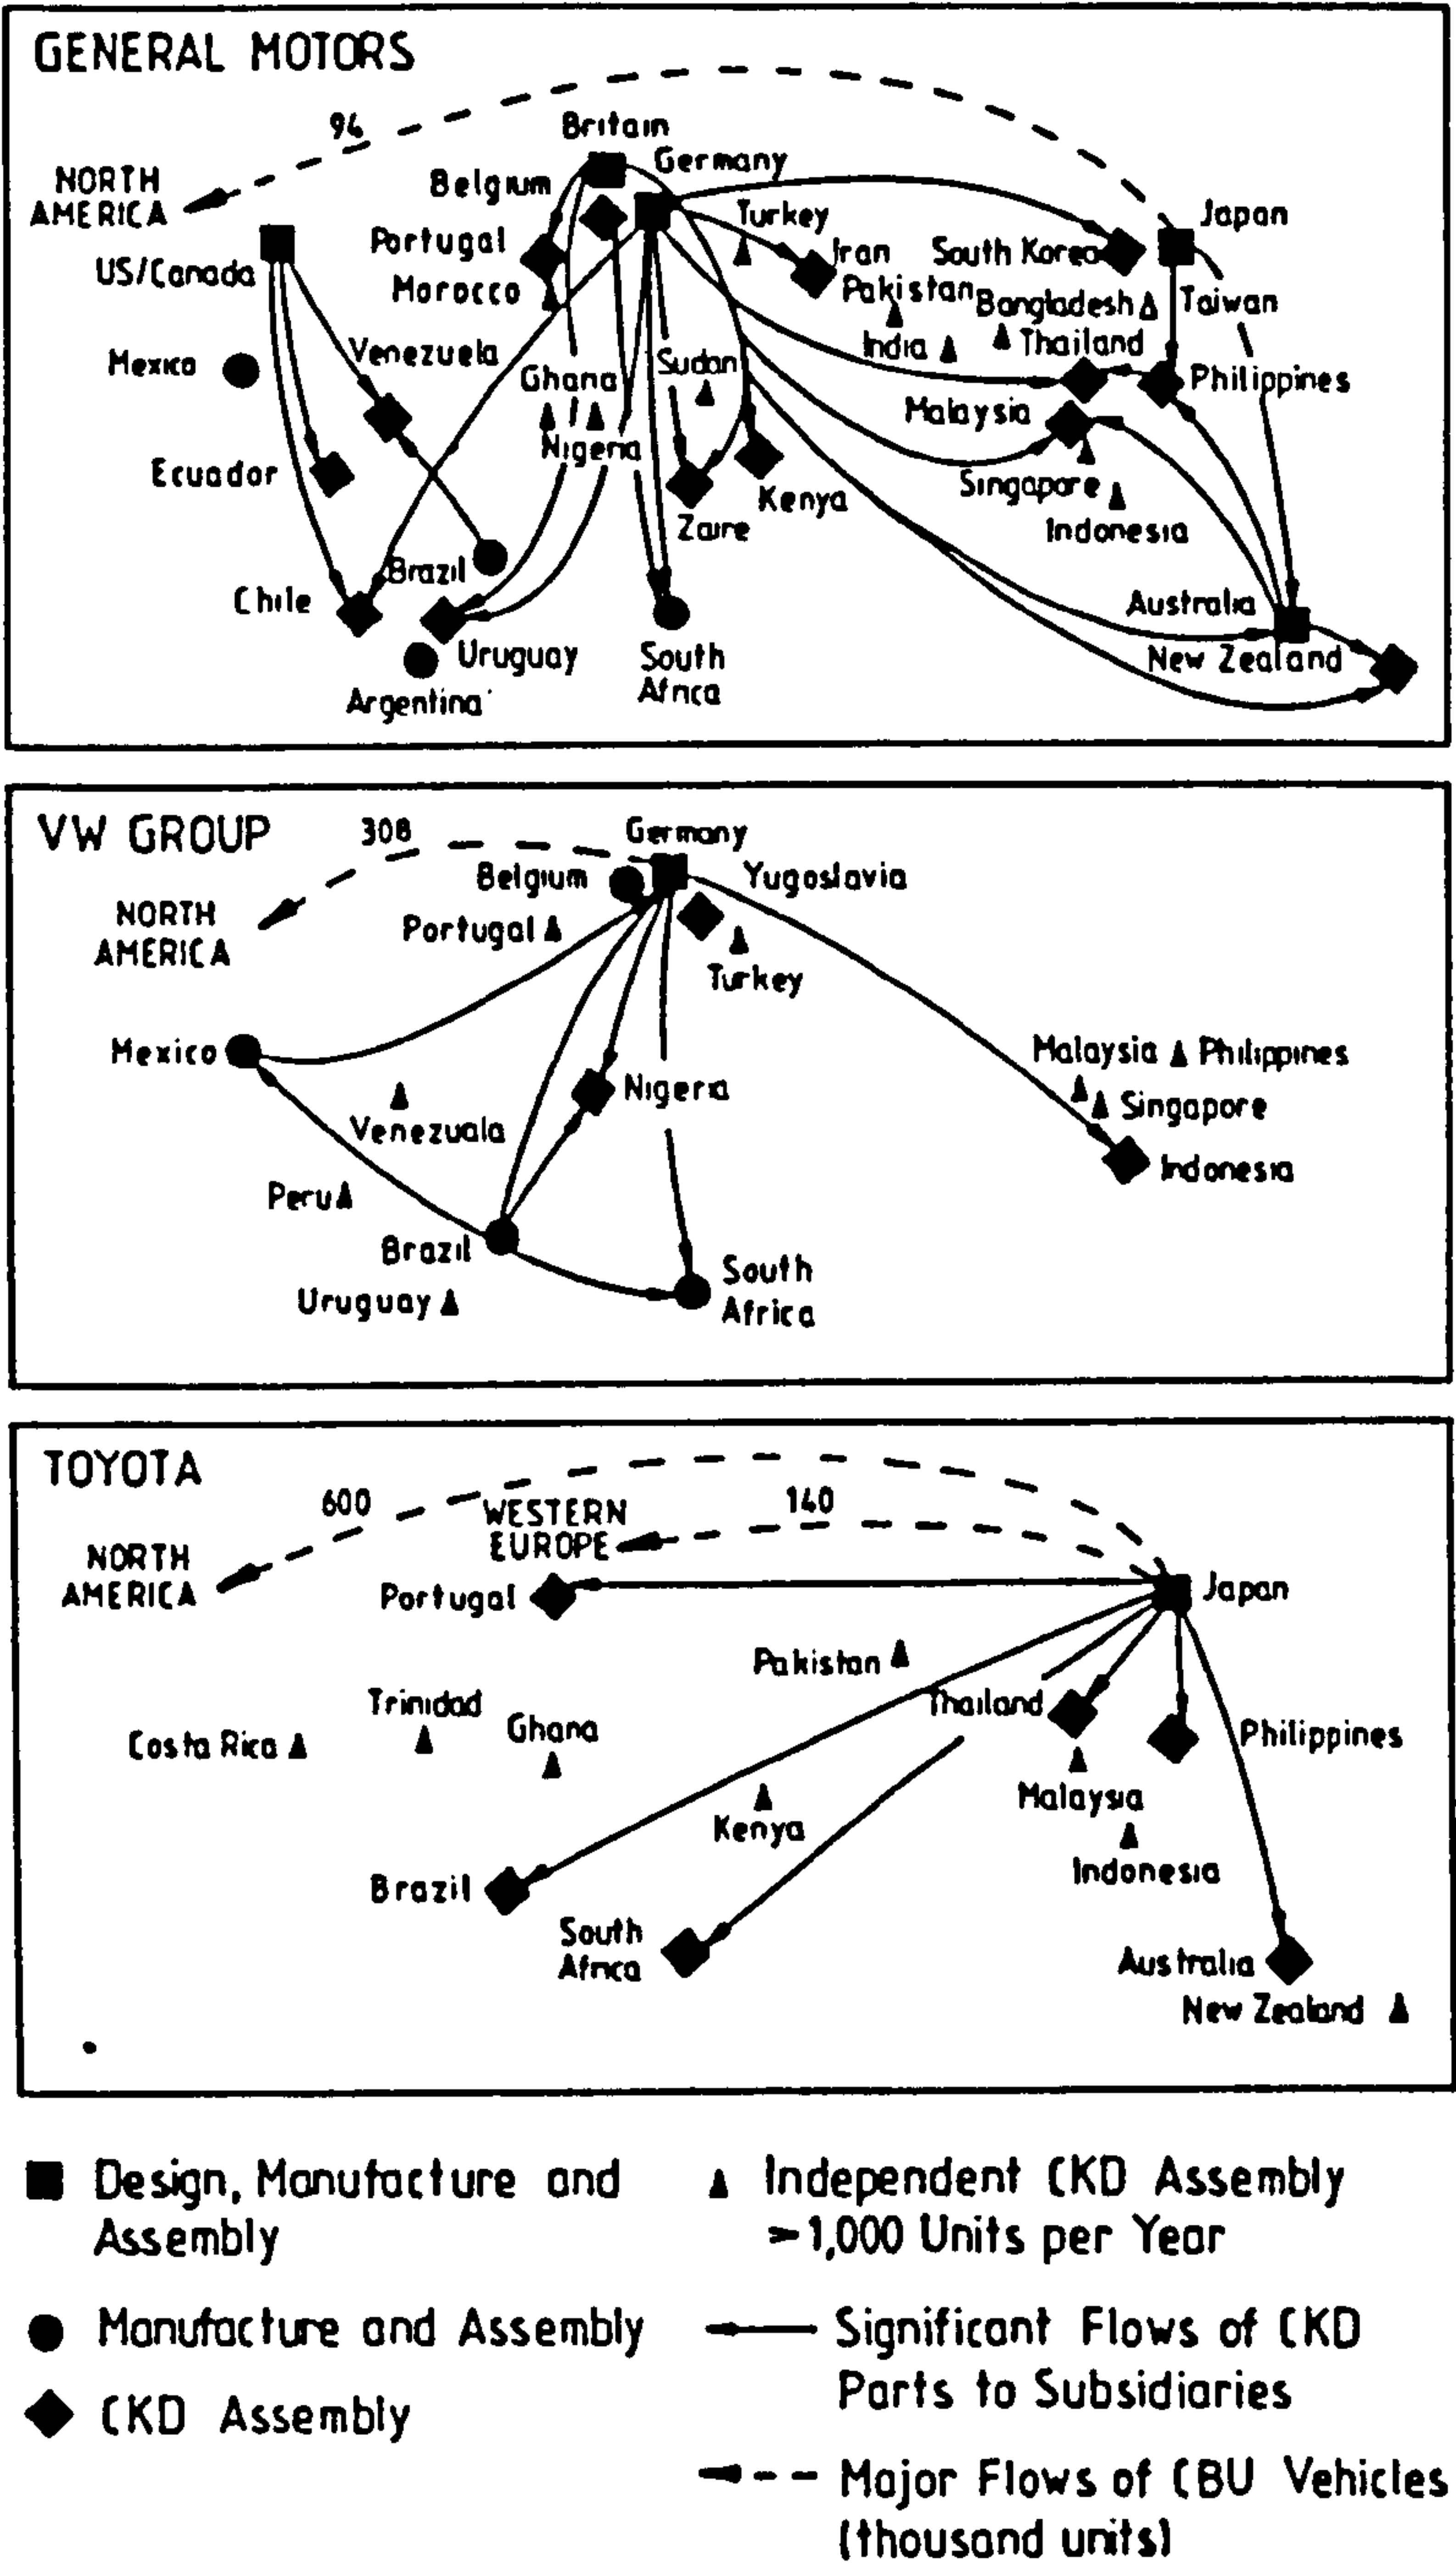 GENERAL MOTORS
94
Britain
Germany
NORTH
AMERICA
Belgium
Turkey
Japan
Portugal
Iran
South Korea
US/Canada
Morocco
Pakistan
Bangladesh
Taiwan
Mexico
Venezuela
India
Thailand
Ghana
Sudan
Philippines
Malaysia
Nigeria
Ecuador
Singapore
Kenya
Zaire
Indonesia
Brazil
Chile
Australia
Uruguay
South
Africa
New Zealand
Argentina
VW GROUP
308
Germany
Belgium
Yugoslavia
NORTH
AMERICA
Portugal
Turkey
Mexico
Malaysia
Philippines
Nigeria
Singapore
Venezuala
Indonesia
Peru
Brazil
South
Africa
Uruguay
TOYOTA
600
WESTERN
EUROPE
140
NORTH
AMERICA
Portugal
Japan
Pakistan
Trinidad
Thailand
Costa Rica
Ghana
Philippines
Malaysia
Kenya
Indonesia
Brazil
South
Africa
Australia
New Zealand
Design, Manufacture and
Assembly
Manufacture and Assembly
CKD Assembly
Independent CKD Assembly
>1,000 Units per Year
Significant Flows of CKD
Parts to Subsidiaries
Major Flows of CBU Vehicles
(thousand units)